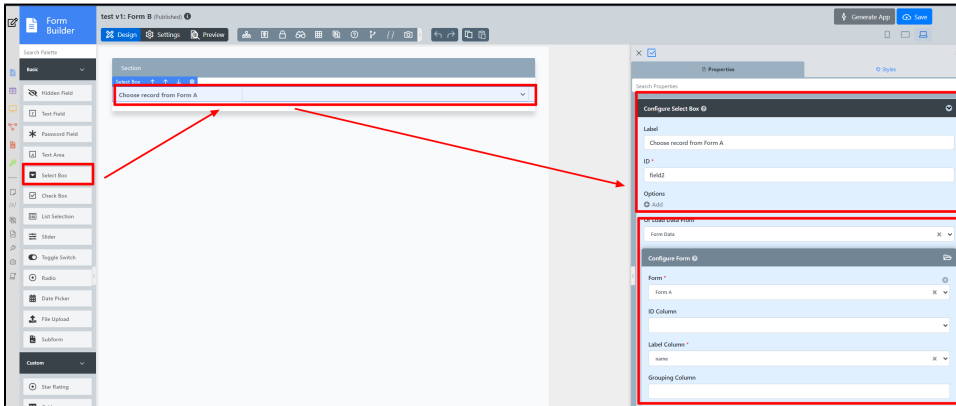 Form Builder
test v1: Form B (Published)
Generate App
Save
Design
Settings
Preview
Search Palette
Basic
Hidden Field
Text Field
Password Field
Text Area
Select Box
Check Box
List Selection
Slider
Toggle Switch
Radio
Date Picker
File Upload
Subform
Custom
Star Rating
Section
Select Box
Choose record from Form A
Properties
Styles
Search Properties
Configure Select Box
Label
Choose record from Form A
ID *
field2
Options
Add
Or Load Data From
Form Data
Configure Form
Form *
Form A
ID Column
Label Column *
name
Grouping Column